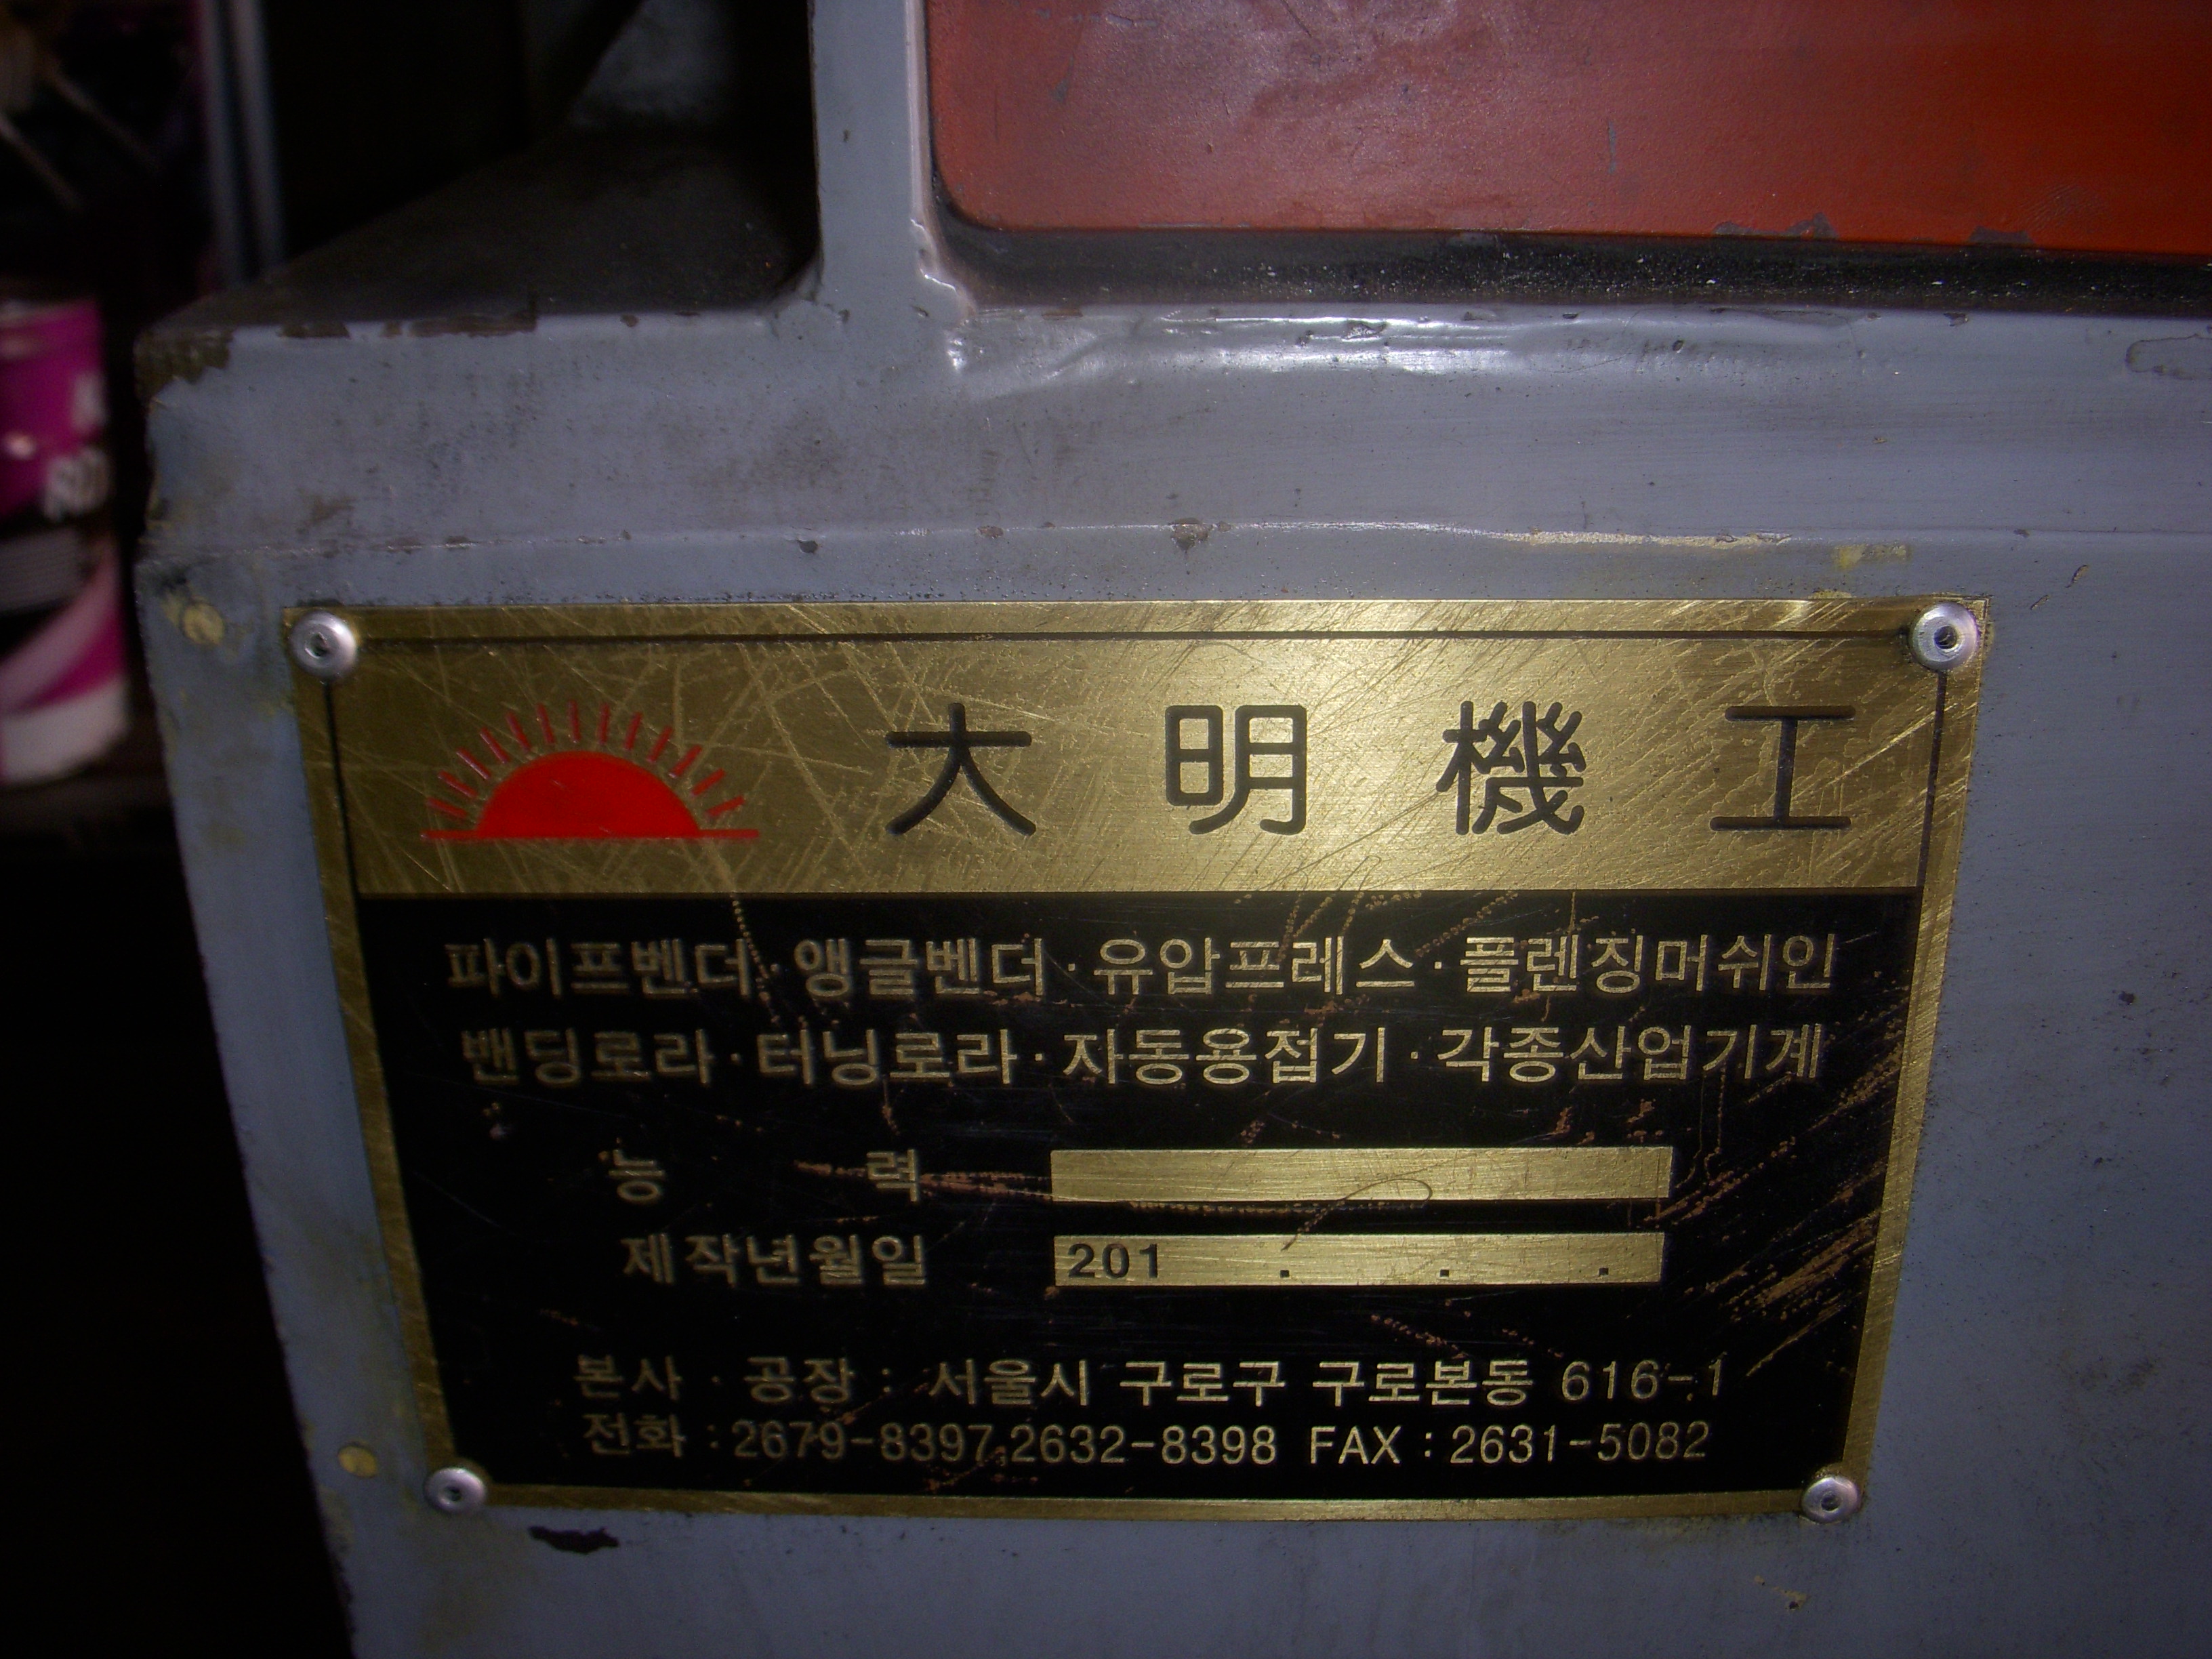 大明機工
파이프벤더·앵글벤더·유압프레스·플렌징머쉬인
밴딩로라·터닝로라·자동용접기·각종산업기계
능 력
제작년월일 201 . . .
본사 · 공장 : 서울시 구로구 구로본동 616-1
전화 : 2679-8397,2632-8398 FAX : 2631-5082